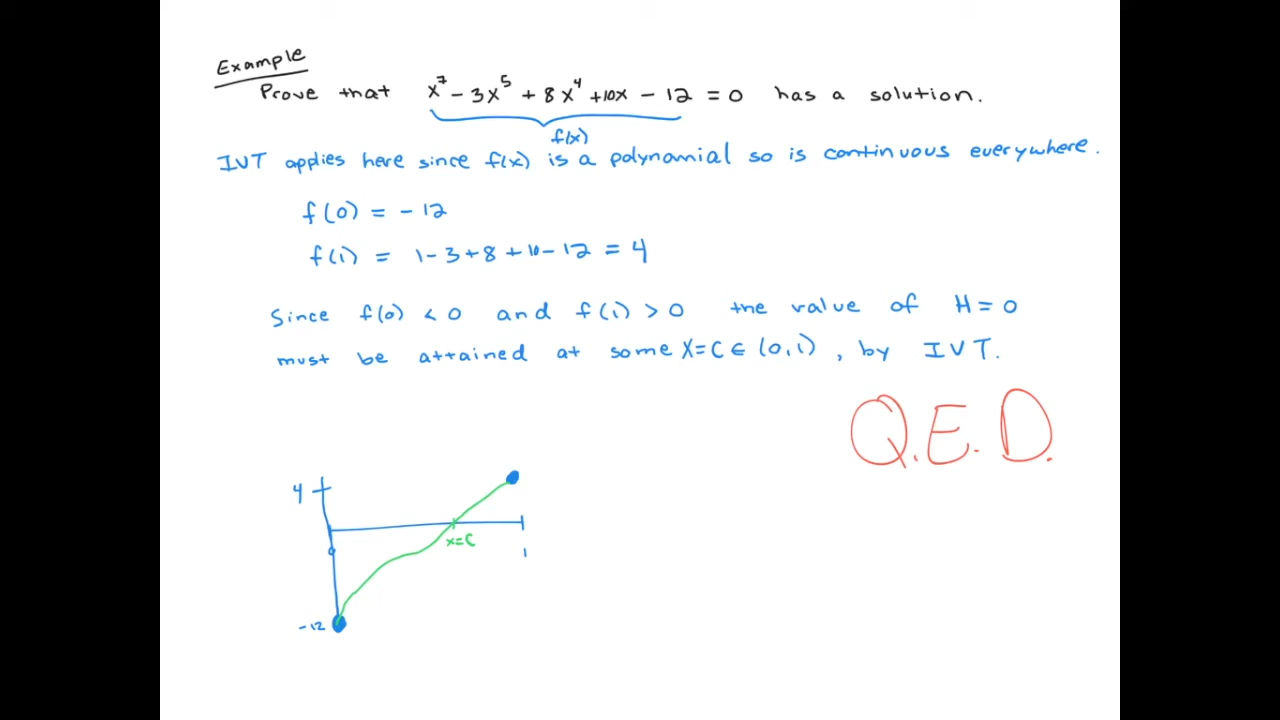 Example
Prove that x⁷ - 3x⁵ + 8x⁴ + 10x - 12 = 0 has a solution.
f(x)
IVT applies here since f(x) is a polynomial so is continuous everywhere.
f(0) = -12
f(1) = 1 - 3 + 8 + 10 - 12 = 4
Since f(0) < 0 and f(1) > 0 the value of H = 0
must be attained at some X = C ∈ (0,1), by IVT.
Q.E.D.
4
x=c
0
1
-12